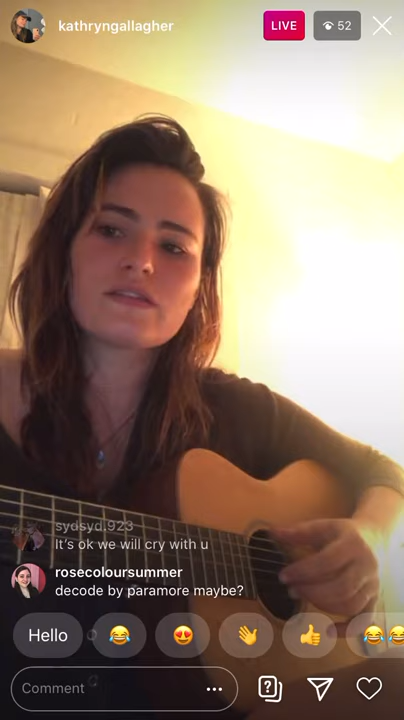 kathryngallagher
LIVE
52
sydsyd.923
It's ok we will cry with u
rosecoloursummer
decode by paramore maybe?
Hello
Comment